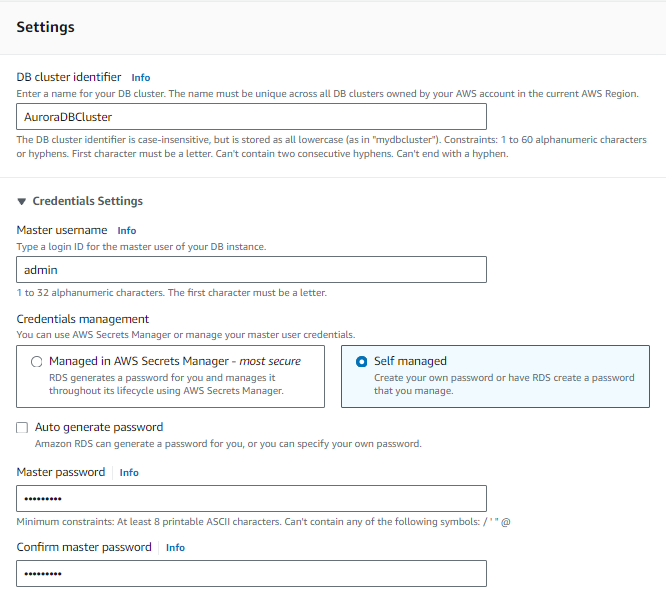 Settings
DB cluster identifier Info
Enter a name for your DB cluster. The name must be unique across all DB clusters owned by your AWS account in the current AWS Region.
AuroraDBCluster
The DB cluster identifier is case-insensitive, but is stored as all lowercase (as in "mydbcluster"). Constraints: 1 to 60 alphanumeric characters
or hyphens. First character must be a letter. Can't contain two consecutive hyphens. Can't end with a hyphen.
▼ Credentials Settings
Master username Info
Type a login ID for the master user of your DB instance.
admin
1 to 32 alphanumeric characters. The first character must be a letter.
Credentials management
You can use AWS Secrets Manager or manage your master user credentials.
Managed in AWS Secrets Manager - most secure
RDS generates a password for you and manages it
throughout its lifecycle using AWS Secrets Manager.
Self managed
Create your own password or have RDS create a password
that you manage.
Auto generate password
Amazon RDS can generate a password for you, or you can specify your own password.
Master password Info
•••••••••
Minimum constraints: At least 8 printable ASCII characters. Can't contain any of the following symbols: / ' " @
Confirm master password Info
•••••••••